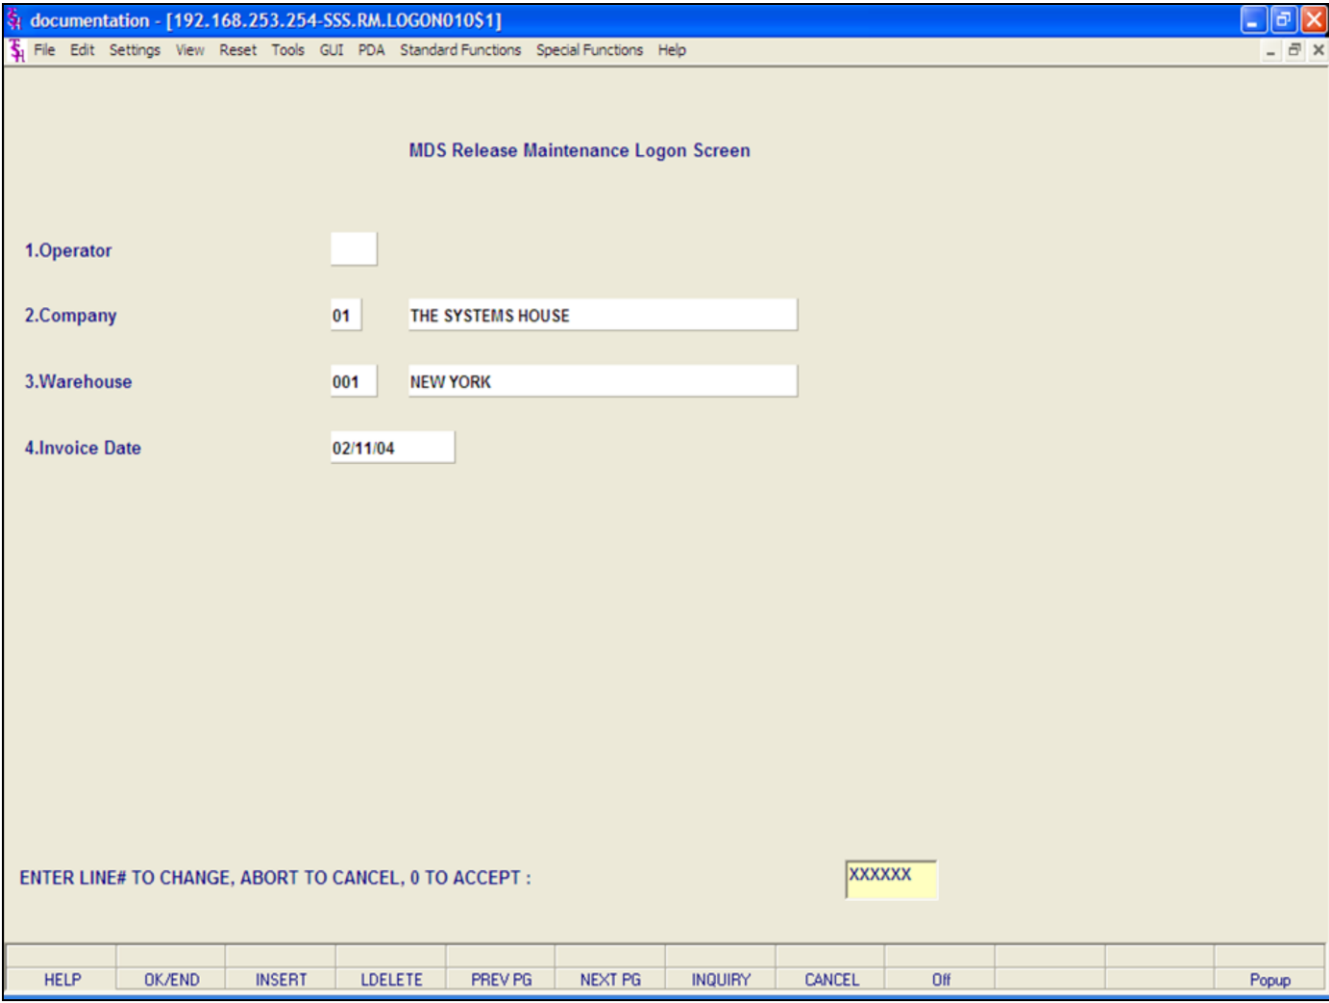 documentation - [192.168.253.254-SSS.RM.LOGON010$1]
File Edit Settings View Reset Tools GUI PDA Standard Functions Special Functions Help
MDS Release Maintenance Logon Screen
1.Operator
2.Company 01 THE SYSTEMS HOUSE
3.Warehouse 001 NEW YORK
4.Invoice Date 02/11/04
ENTER LINE# TO CHANGE, ABORT TO CANCEL, 0 TO ACCEPT : XXXXXX
HELP OK/END INSERT LDELETE PREV PG NEXT PG INQUIRY CANCEL Off Popup